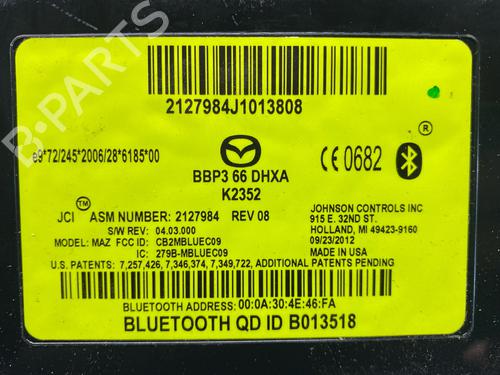 2127984J1013808
e9*72/245*2006/28*6185*00
BBP3 66 DHXA
K2352
CE 0682
®
JCI™ ASM NUMBER: 2127984 REV 08
S/W REV: 04.03.000
MODEL: MAZ FCC ID: CB2MBLUEC09
IC: 279B-MBLUEC09
JOHNSON CONTROLS INC
915 E. 32ND ST.
HOLLAND, MI 49423-9160
09/23/2012
MADE IN USA
U.S. PATENTS: 7,257,426, 7,346,374, 7,349,722, ADDITIONAL PATENTS PENDING
BLUETOOTH ADDRESS: 00:0A:30:4E:46:FA
BLUETOOTH QD ID B013518
B-PARTS